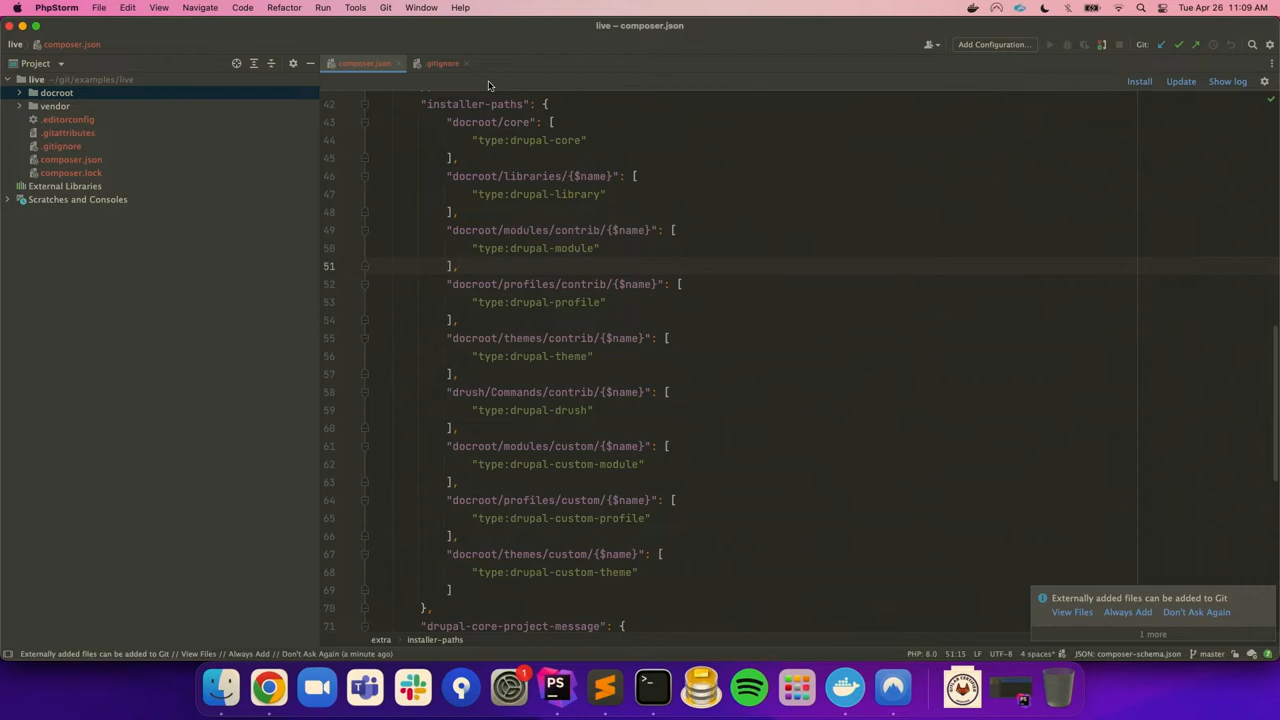 PhpStorm File Edit View Navigate Code Refactor Run Tools Git Window Help Tue Apr 26 11:09 AM
live – composer.json
live composer.json Add Configuration... Git:
Project composer.json .gitignore
live ~/git/examples/live
Install Update Show log
docroot
vendor
.editorconfig
.gitattributes
.gitignore
composer.json
composer.lock
External Libraries
Scratches and Consoles
42 "installer-paths": {
43 "docroot/core": [
44 "type:drupal-core"
45 ],
46 "docroot/libraries/{$name}": [
47 "type:drupal-library"
48 ],
49 "docroot/modules/contrib/{$name}": [
50 "type:drupal-module"
51 ],
52 "docroot/profiles/contrib/{$name}": [
53 "type:drupal-profile"
54 ],
55 "docroot/themes/contrib/{$name}": [
56 "type:drupal-theme"
57 ],
58 "drush/Commands/contrib/{$name}": [
59 "type:drupal-drush"
60 ],
61 "docroot/modules/custom/{$name}": [
62 "type:drupal-custom-module"
63 ],
64 "docroot/profiles/custom/{$name}": [
65 "type:drupal-custom-profile"
66 ],
67 "docroot/themes/custom/{$name}": [
68 "type:drupal-custom-theme"
69 ]
70 },
71 "drupal-core-project-message": {
Externally added files can be added to Git
View Files Always Add Don't Ask Again
1 more
extra › installer-paths
Externally added files can be added to Git // View Files // Always Add // Don't Ask Again (a minute ago) PHP: 8.0 51:15 LF UTF-8 4 spaces JSON: composer-schema.json master
1
PS